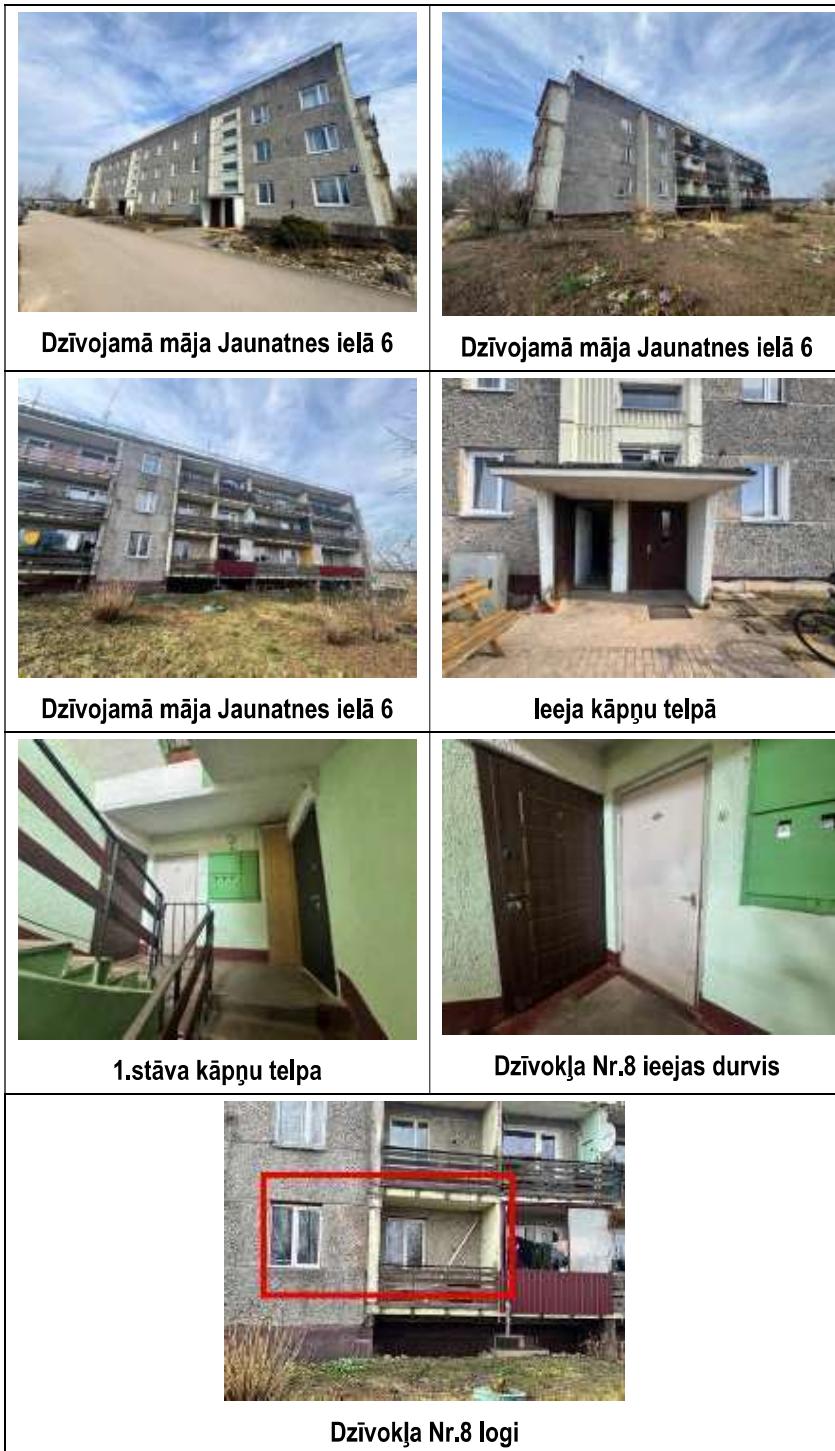 Dzīvojamā māja Jaunatnes ielā 6
Dzīvojamā māja Jaunatnes ielā 6
Dzīvojamā māja Jaunatnes ielā 6
Ieeja kāpņu telpā
1.stāva kāpņu telpa
Dzīvokļa Nr.8 ieejas durvis
Dzīvokļa Nr.8 logi